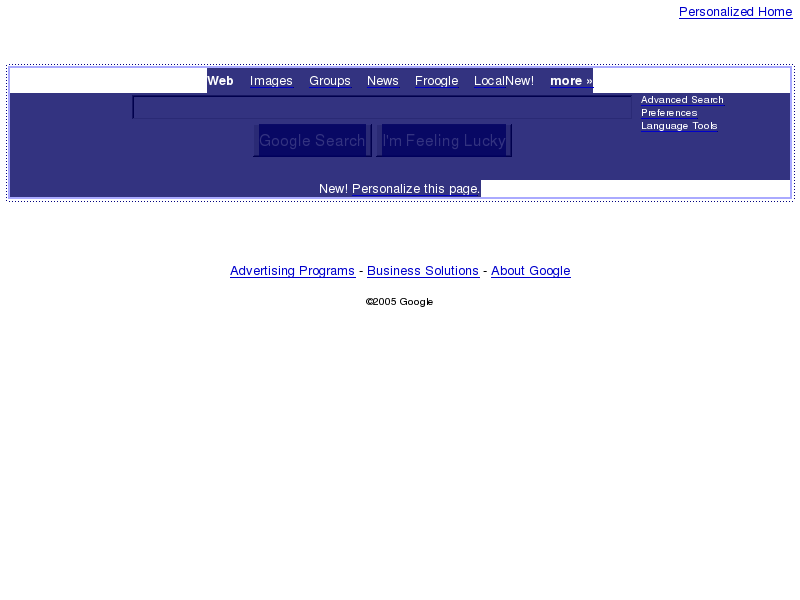 Personalized Home
Web Images Groups News Froogle LocalNew! more »
Advanced Search
Preferences
Language Tools
Google Search I'm Feeling Lucky
New! Personalize this page.
Advertising Programs - Business Solutions - About Google
©2005 Google